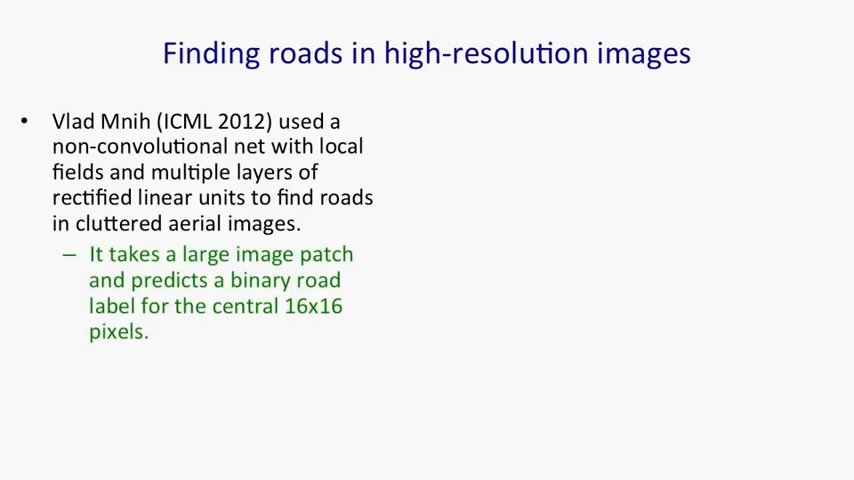 Finding roads in high-resolution images
• Vlad Mnih (ICML 2012) used a
non-convolutional net with local
fields and multiple layers of
rectified linear units to find roads
in cluttered aerial images.
– It takes a large image patch
and predicts a binary road
label for the central 16x16
pixels.